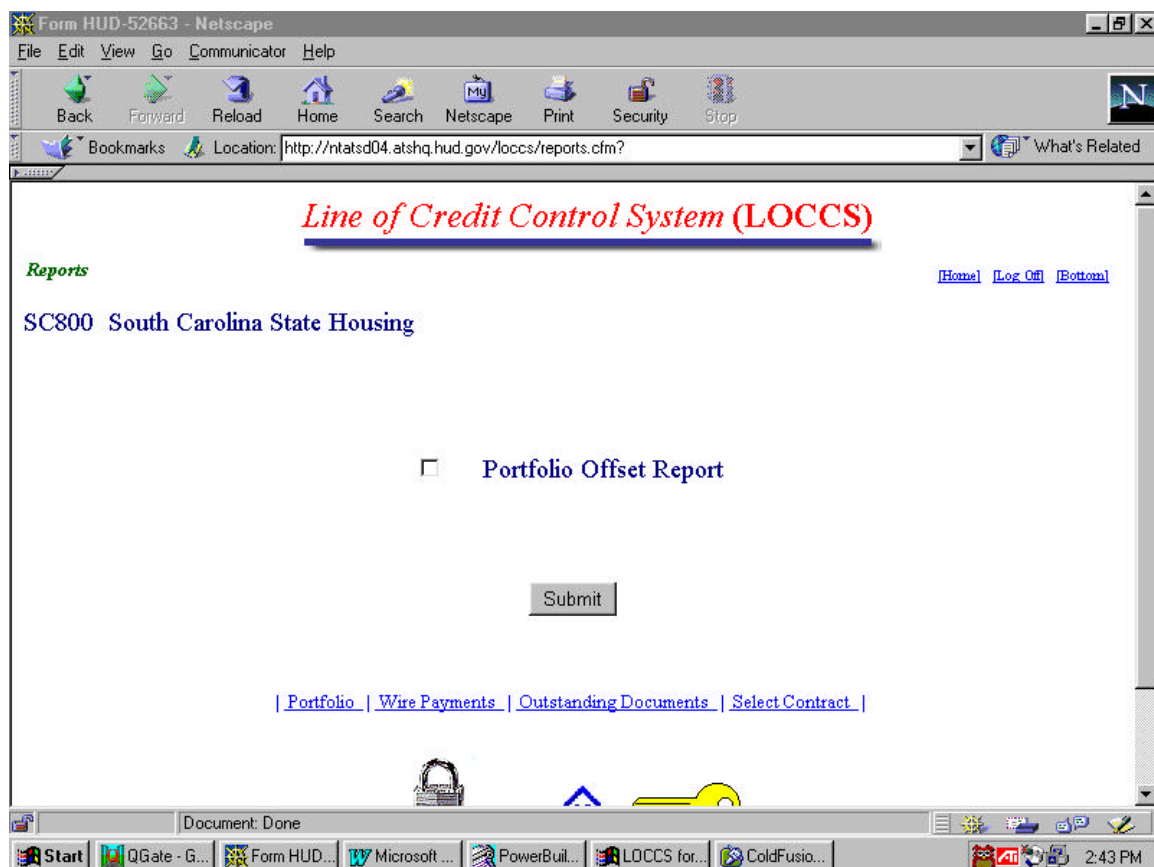 Form HUD-52663 - Netscape
File Edit View Go Communicator Help
My
Back Forward Reload Home Search Netscape Print Security Stop
N
Bookmarks Location: http://ntatsd04.atshq.hud.gov/loccs/reports.cfm? What's Related
Line of Credit Control System (LOCCS)
Reports
[Home] [Log Off] [Bottom]
SC800 South Carolina State Housing
Portfolio Offset Report
Submit
| Portfolio | Wire Payments | Outstanding Documents | Select Contract |
Document: Done
Start QGate - G... Form HUD... Microsoft ... PowerBuil... LOCCS for... ColdFusio... ATI 2:43 PM